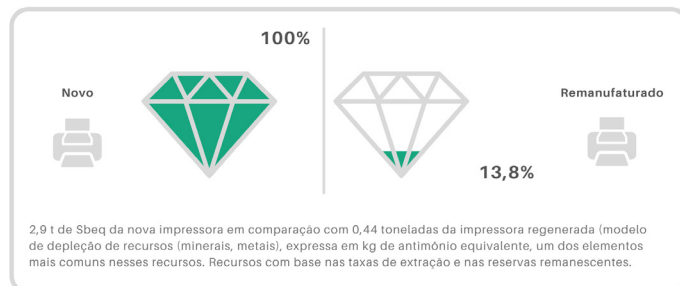 100%
Novo
Remanufaturado
13,8%
2,9 t de Sbeq da nova impressora em comparação com 0,44 toneladas da impressora regenerada (modelo
de depleção de recursos (minerais, metais), expressa em kg de antimônio equivalente, um dos elementos
mais comuns nesses recursos. Recursos com base nas taxas de extração e nas reservas remanescentes.